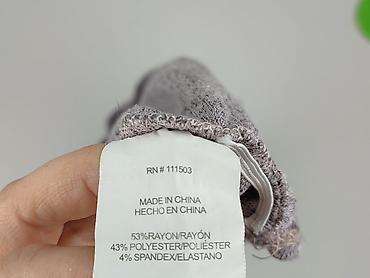 RN # 111503
MADE IN CHINA
HECHO EN CHINA
53%RAYON/RAYÓN
43% POLYESTER/POLIÉSTER
4% SPANDEX/ELASTANO